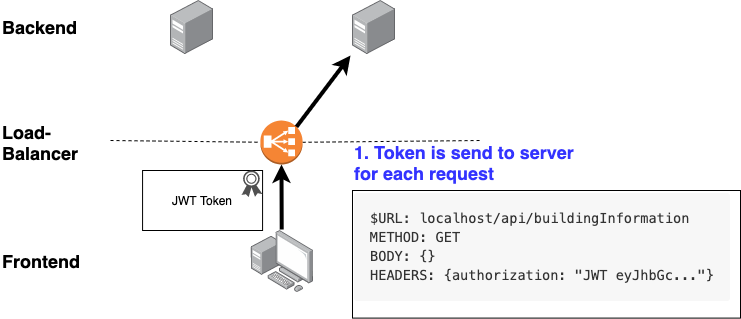 Backend
Load-
Balancer
1. Token is send to server
for each request
JWT Token
$URL: localhost/api/buildingInformation
METHOD: GET
BODY: {}
HEADERS: {authorization: "JWT eyJhbGc..."}
Frontend